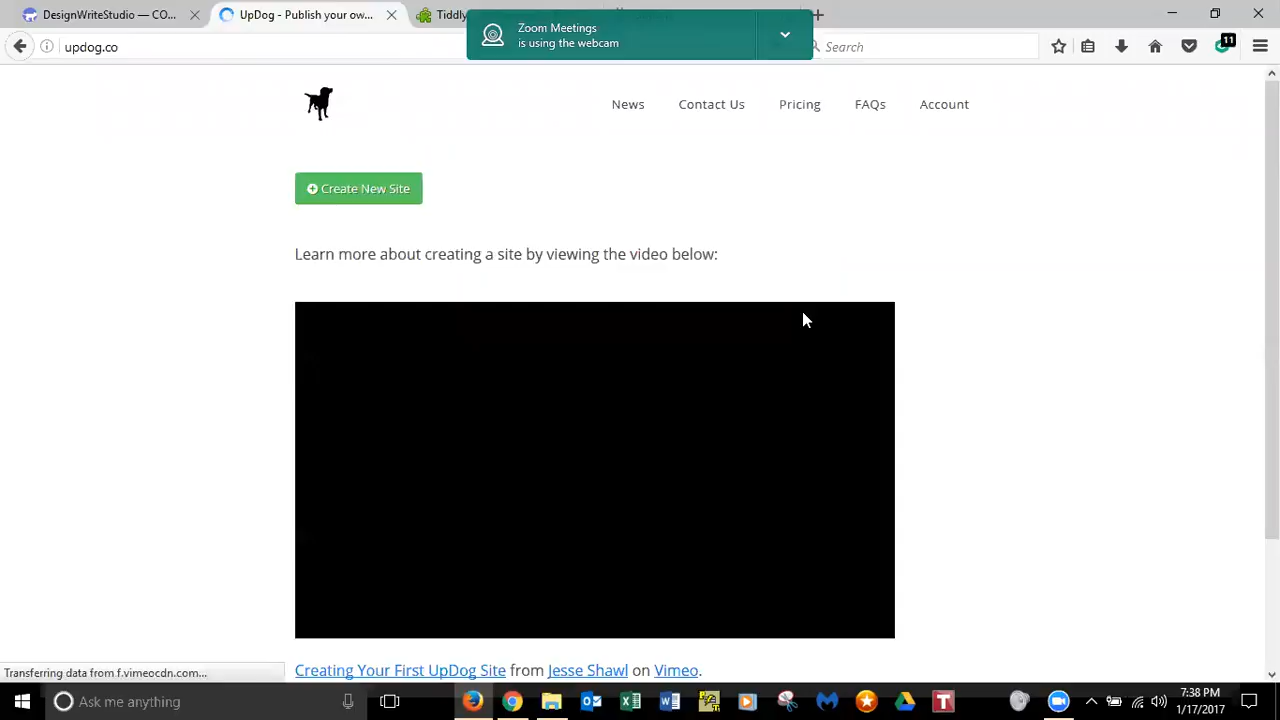 DesignWriteStudio – CO...
UpDog - Publish your ow...
Tiddly
Zoom Meetings
is using the webcam
updog.co
Search
11
News
Contact Us
Pricing
FAQs
Account
Create New Site
Learn more about creating a site by viewing the video below:
Creating Your First UpDog Site from Jesse Shawl on Vimeo.
Transferring data from f.vimeocdn.com...
Ask me anything
7:38 PM
1/17/2017